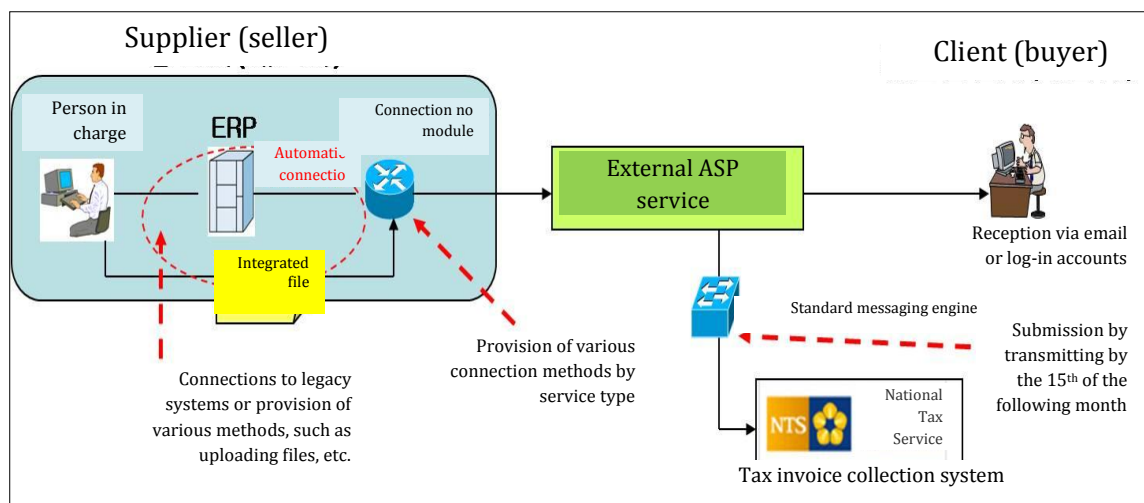 Supplier (seller)
Client (buyer)
Person in
charge
ERP
Connection no
module
Automatic
connectio
Integrated
file
External ASP
service
Reception via email
or log-in accounts
Standard messaging engine
Provision of various
connection methods by
service type
Submission by
transmitting by
the 15th of the
following month
Connections to legacy
systems or provision of
various methods, such as
uploading files, etc.
NTS
National
Tax
Service
Tax invoice collection system